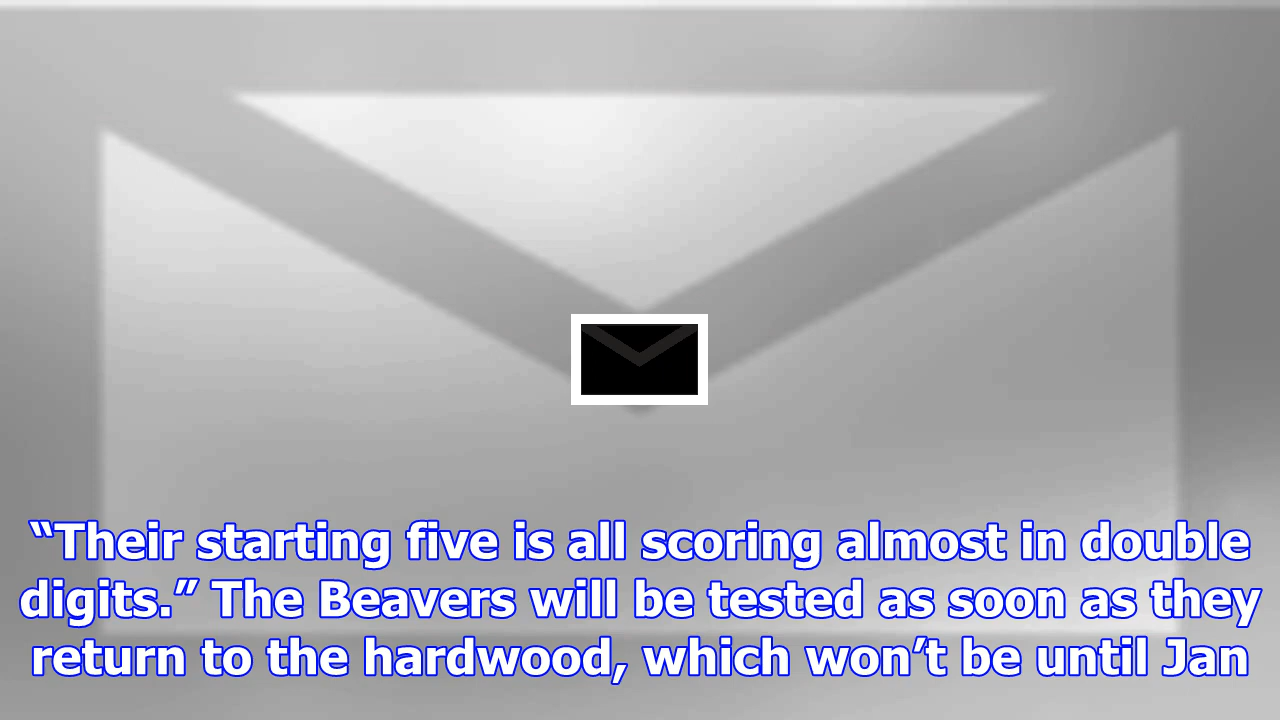 “Their starting five is all scoring almost in double
digits.” The Beavers will be tested as soon as they
return to the hardwood, which won’t be until Jan